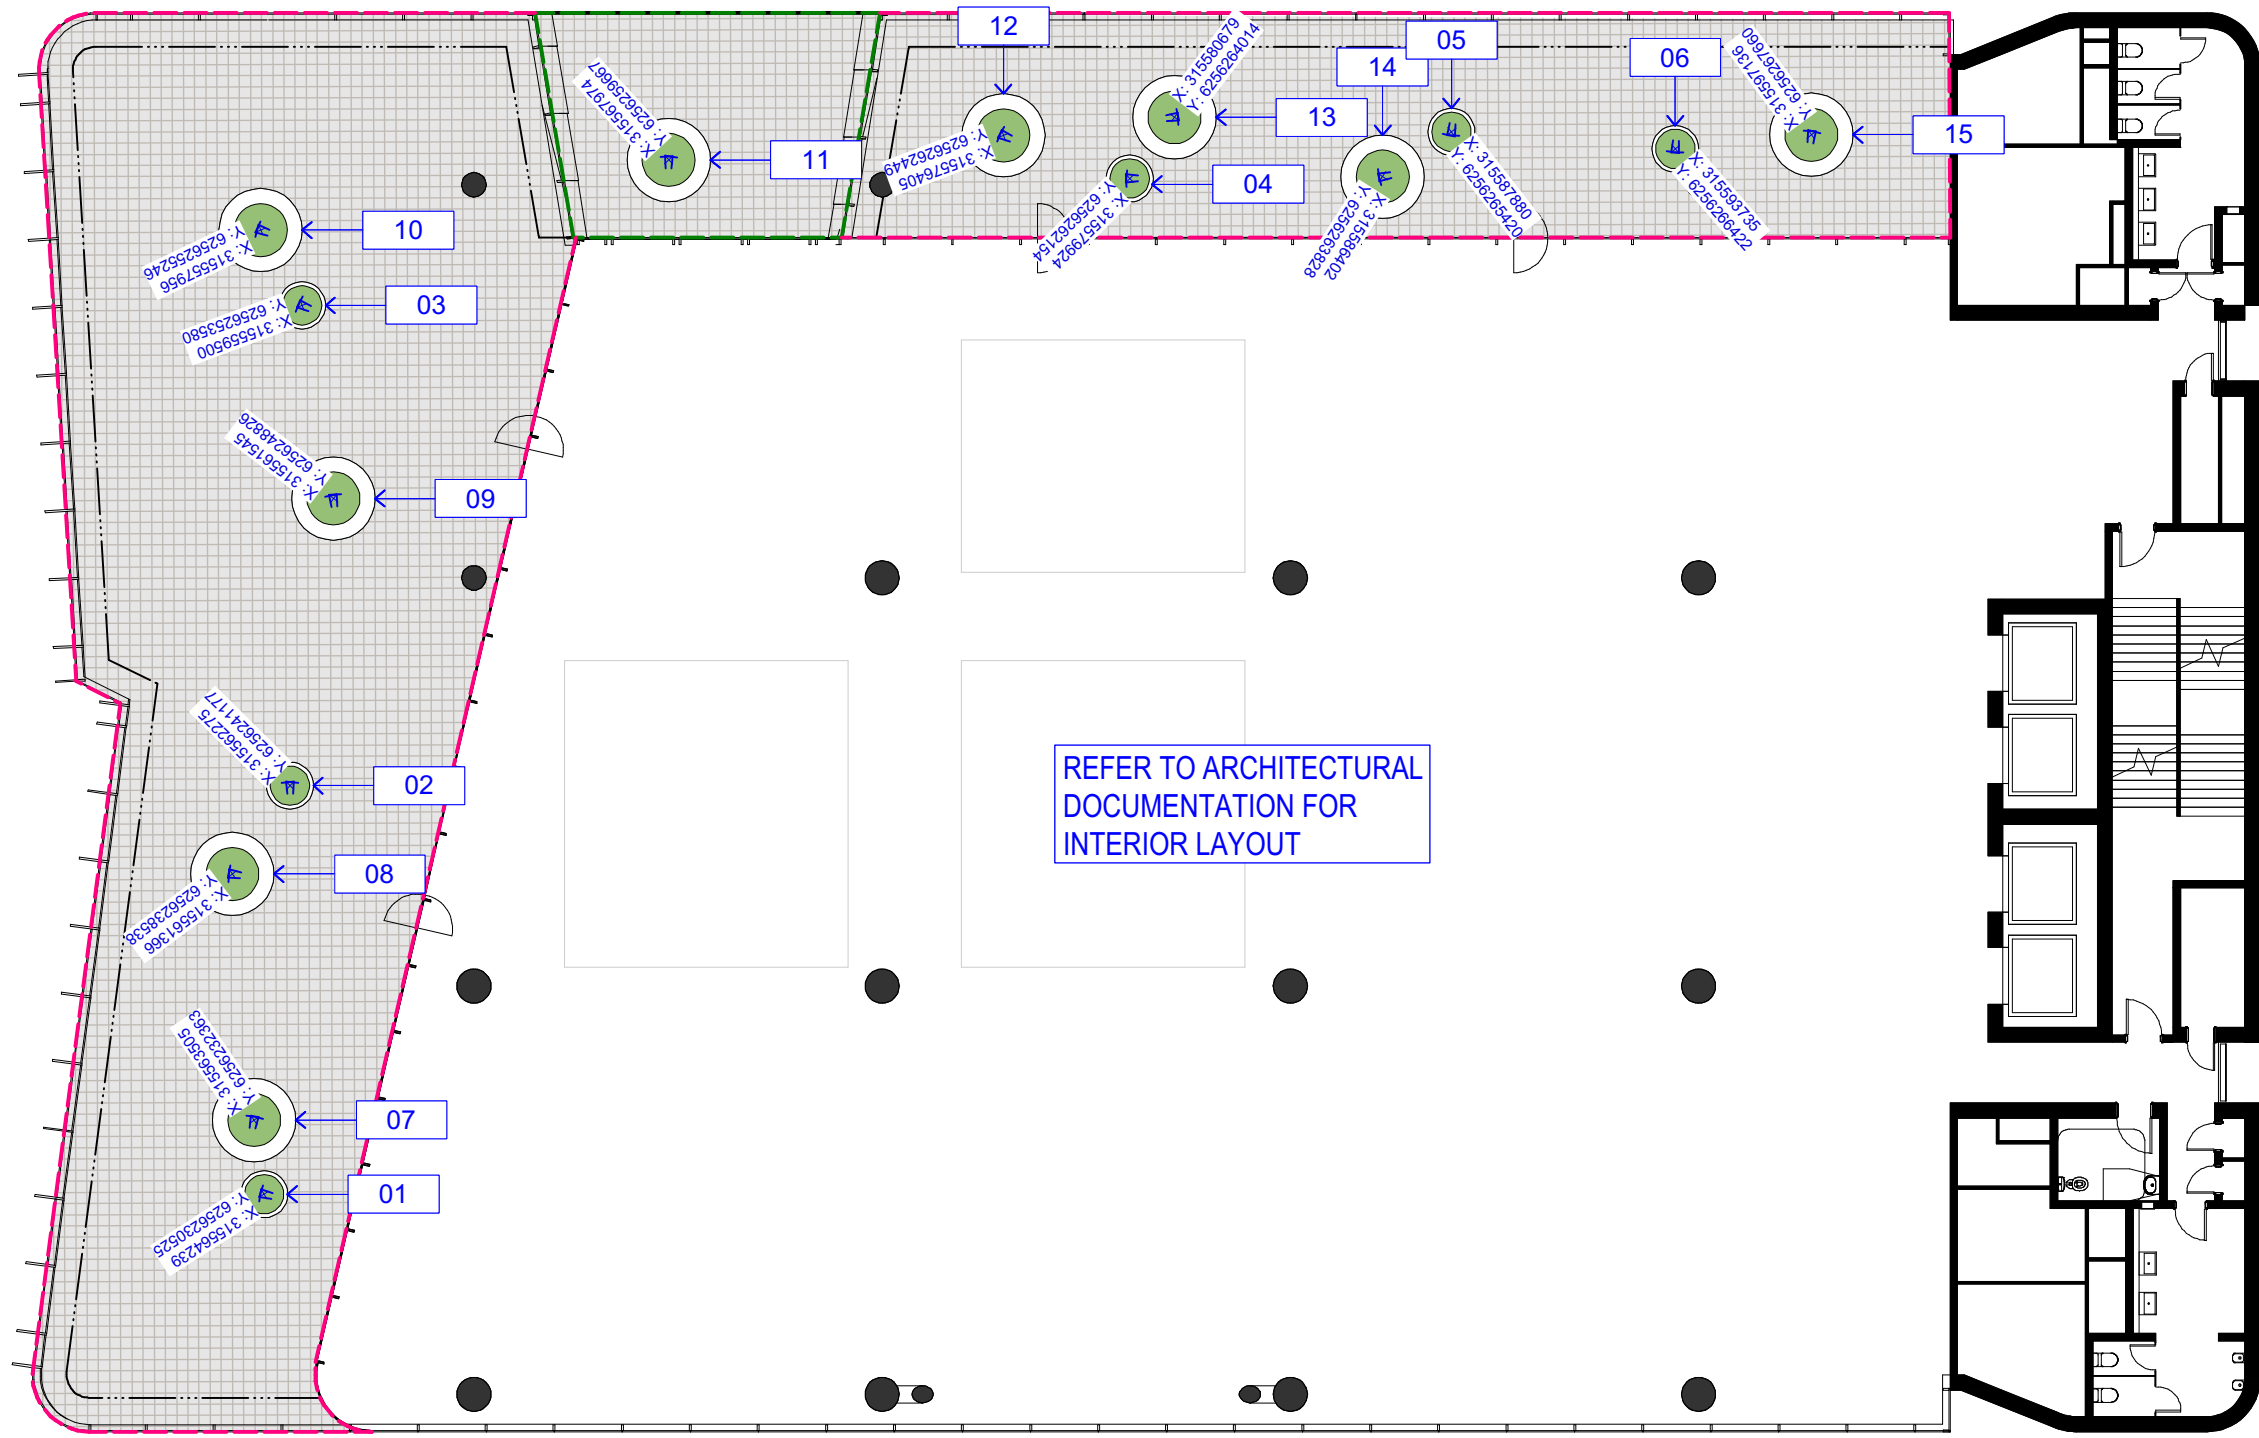 12
X: 315580679
Y: 6256264014
05
14
06
X: 315597136
Y: 6256267690
X: 315567974
Y: 6256259667
11
X: 315576405
Y: 6256262449
13
04
X: 31557924
Y: 6256262154
X: 315586402
Y: 6256263828
X: 315587880
Y: 6256265420
X: 315593735
Y: 6256266422
15
10
X: 315557956
Y: 6256255246
03
X: 315559500
Y: 6256253580
X: 315561545
Y: 6256248826
09
X: 315562275
Y: 6256241177
02
REFER TO ARCHITECTURAL
DOCUMENTATION FOR
INTERIOR LAYOUT
08
X: 315561366
Y: 6256238538
X: 315563505
Y: 6256232363
07
01
X: 315564239
Y: 6256230525